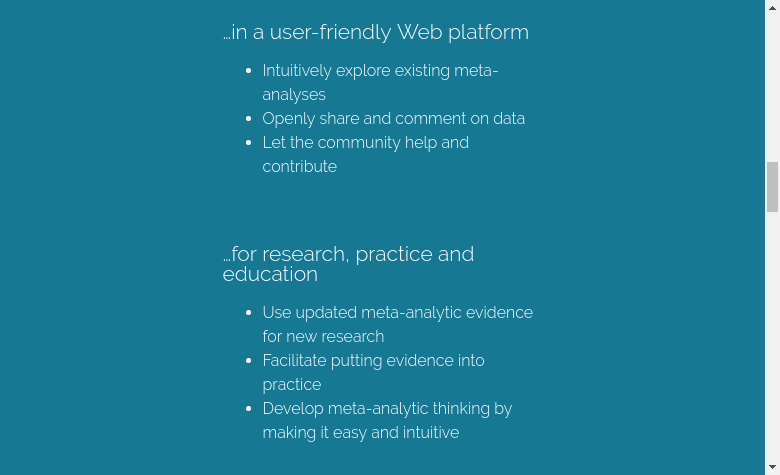 …in a user-friendly Web platform
Intuitively explore existing meta-
analyses
Openly share and comment on data
Let the community help and
contribute
…for research, practice and
education
Use updated meta-analytic evidence
for new research
Facilitate putting evidence into
practice
Develop meta-analytic thinking by
making it easy and intuitive